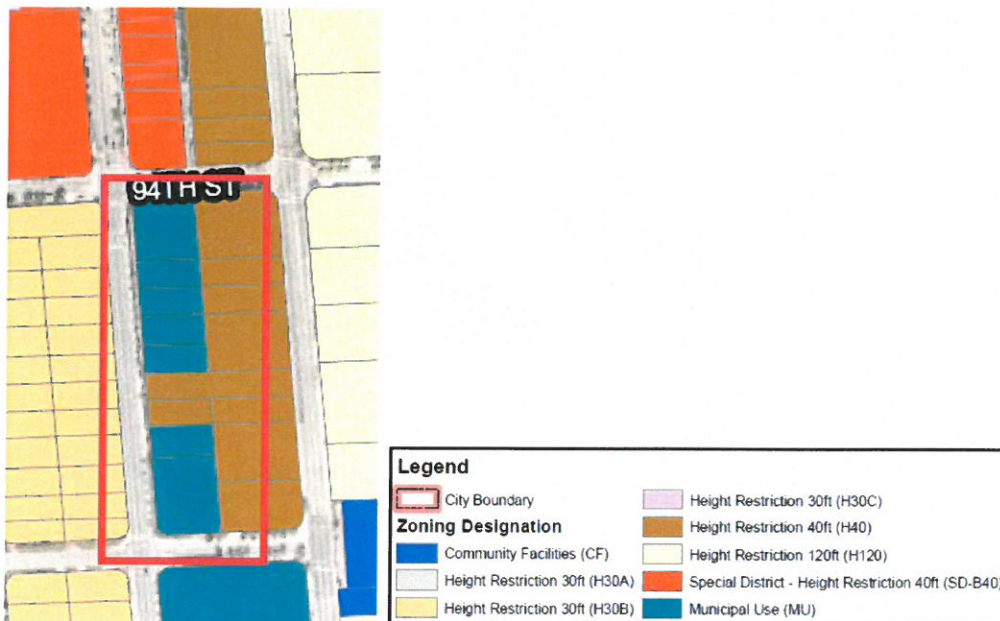 94TH ST
Legend
City Boundary
Zoning Designation
Community Facilities (CF)
Height Restriction 30ft (H30A)
Height Restriction 30ft (H30B)
Height Restriction 30ft (H30C)
Height Restriction 40ft (H40)
Height Restriction 120ft (H120)
Special District - Height Restriction 40ft (SD-B40)
Municipal Use (MU)